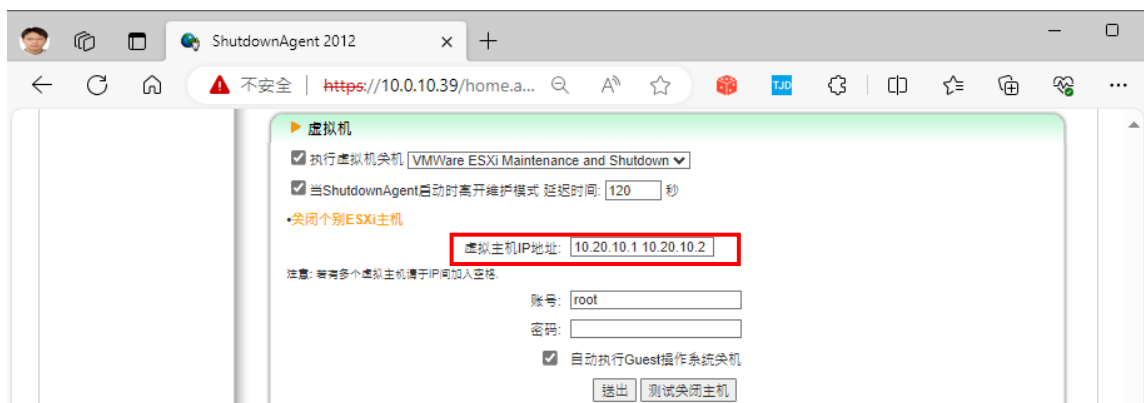 ShutdownAgent 2012
不安全 https://10.0.10.39/home.a...
TJD
虚拟机
执行虚拟机关机 VMWare ESXi Maintenance and Shutdown
当ShutdownAgent启动时离开维护模式 延迟时间: 120 秒
•关闭个别ESXi主机
虚拟主机IP地址: 10.20.10.1 10.20.10.2
注意: 若有多个虚拟主机请于IP间加入空格.
账号: root
密码:
自动执行Guest操作系统关机
送出 测试关闭主机